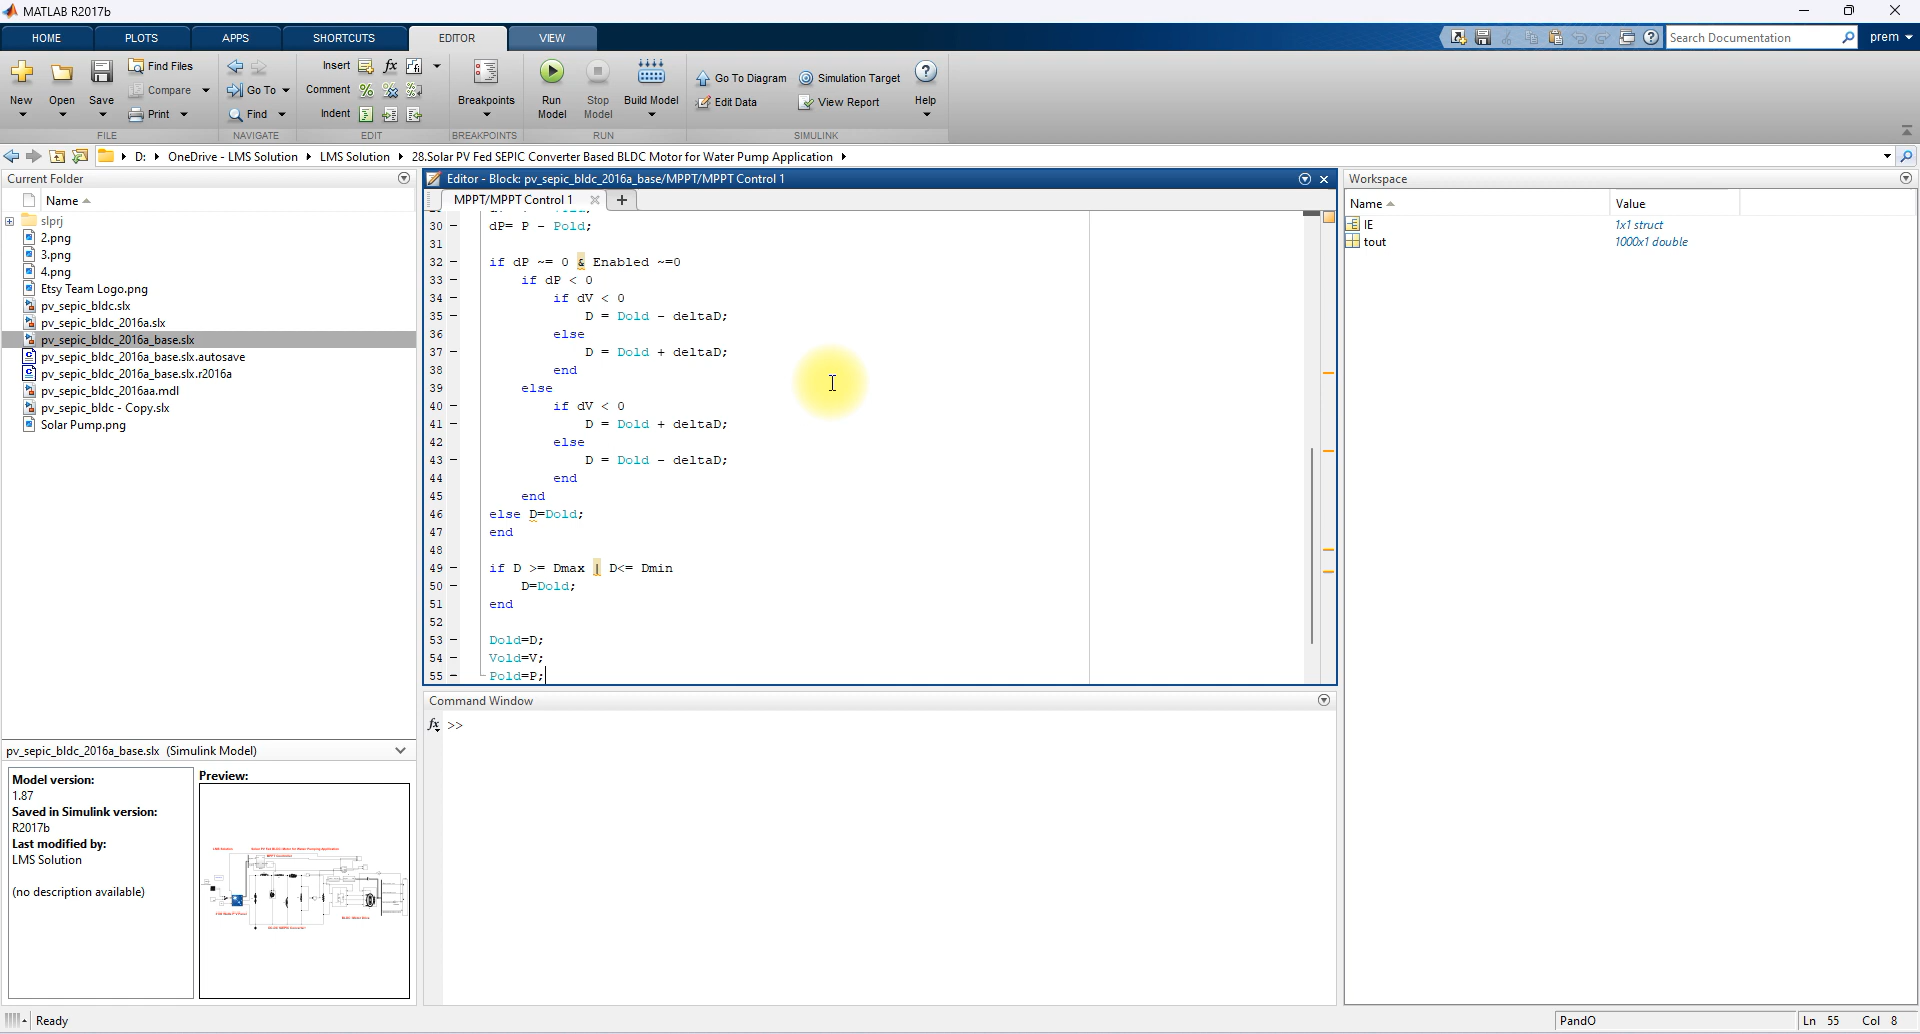 MATLAB R2017b
HOME PLOTS APPS SHORTCUTS EDITOR VIEW Search Documentation prem
New Open Save Find Files Compare Print Go To Find Insert fx Comment Indent Breakpoints Run Model Stop Model Build Model Go To Diagram Edit Data Simulation Target View Report Help
FILE NAVIGATE EDIT BREAKPOINTS RUN SIMULINK
D: OneDrive - LMS Solution LMS Solution 28.Solar PV Fed SEPIC Converter Based BLDC Motor for Water Pump Application
Current Folder
Name
slprj
2.png
3.png
4.png
Etsy Team Logo.png
pv_sepic_bldc.slx
pv_sepic_bldc_2016a.slx
pv_sepic_bldc_2016a_base.slx
pv_sepic_bldc_2016a_base.slx.autosave
pv_sepic_bldc_2016a_base.slx.r2016a
pv_sepic_bldc_2016aa.mdl
pv_sepic_bldc - Copy.slx
Solar Pump.png
pv_sepic_bldc_2016a_base.slx (Simulink Model)
Model version:
1.87
Saved in Simulink version:
R2017b
Last modified by:
LMS Solution
(no description available)
Preview:
Editor - Block: pv_sepic_bldc_2016a_base/MPPT/MPPT Control 1
MPPT/MPPT Control 1
30 - dP= P - Pold;
31
32 - if dP ~= 0 & Enabled ~=0
33 - if dP < 0
34 - if dV < 0
35 - D = Dold - deltaD;
36 else
37 - D = Dold + deltaD;
38 end
39 else
40 - if dV < 0
41 - D = Dold + deltaD;
42 else
43 - D = Dold - deltaD;
44 end
45 end
46 else D=Dold;
47 end
48
49 - if D >= Dmax | D<= Dmin
50 - D=Dold;
51 end
52
53 - Dold=D;
54 - Vold=V;
55 - Pold=P;
Command Window
fx >>
Workspace
Name Value
IE 1x1 struct
tout 1000x1 double
Ready PandO Ln 55 Col 8